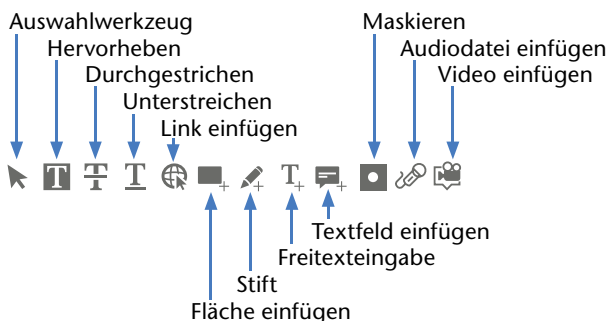 Auswahlwerkzeug
Maskieren
Hervorheben
Audiodatei einfügen
Durchgestrichen
Video einfügen
Unterstreichen
Link einfügen
Textfeld einfügen
Freitexteingabe
Stift
Fläche einfügen